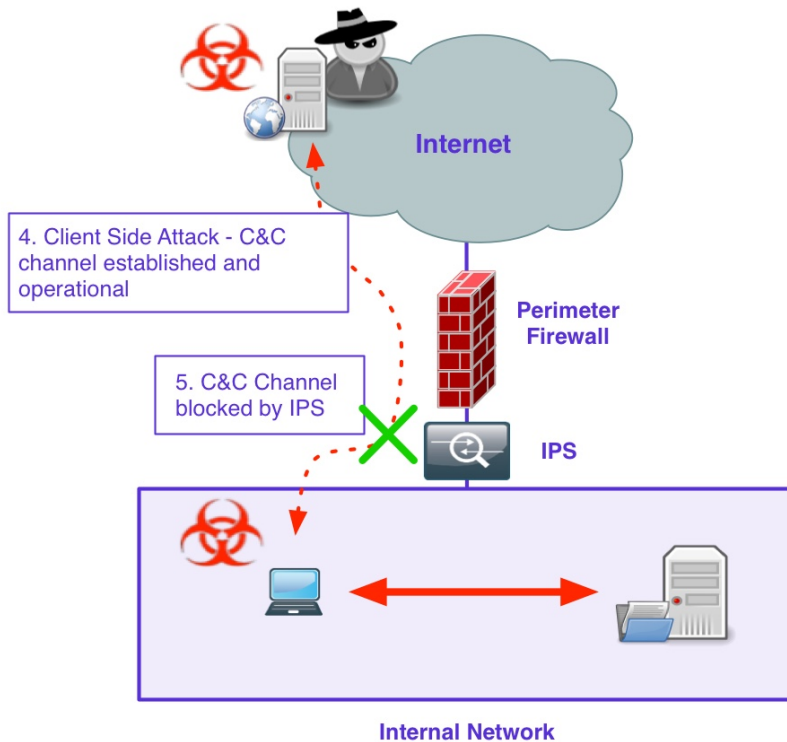 Internet
4. Client Side Attack - C&C
channel established and
operational
Perimeter
Firewall
5. C&C Channel
blocked by IPS
IPS
Internal Network